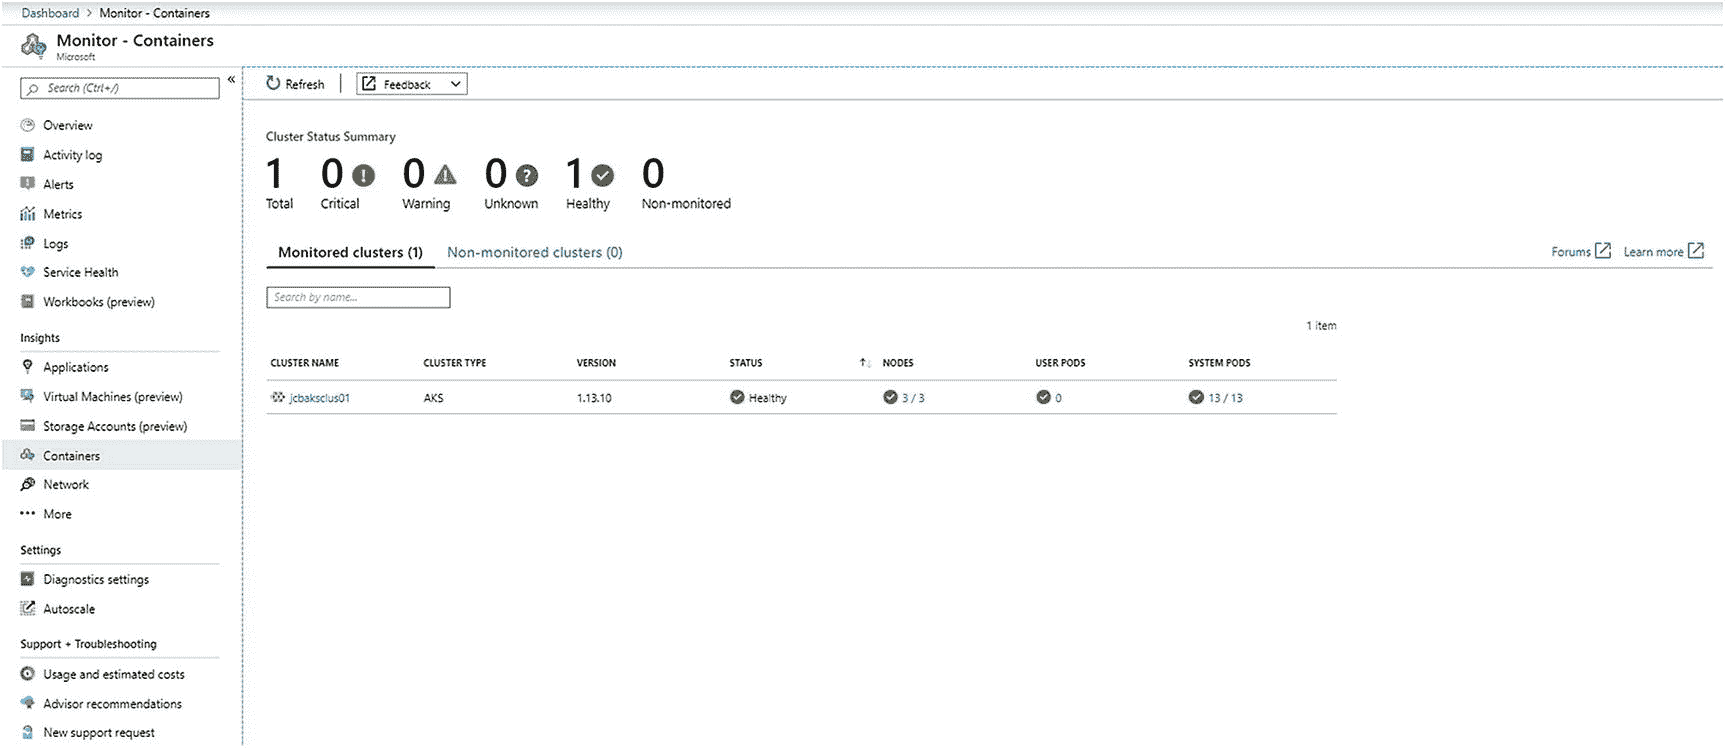 Dashboard > Monitor - Containers
Monitor - Containers
Microsoft
Search (Ctrl+/)
«
Refresh
Feedback
Overview
Activity log
Alerts
Metrics
Logs
Service Health
Workbooks (preview)
Insights
Applications
Virtual Machines (preview)
Storage Accounts (preview)
Containers
Network
More
Settings
Diagnostics settings
Autoscale
Support + Troubleshooting
Usage and estimated costs
Advisor recommendations
New support request
Cluster Status Summary
1 0 0 0 1 0
Total Critical Warning Unknown Healthy Non-monitored
Monitored clusters (1) Non-monitored clusters (0) Forums Learn more
Search by name...
1 item
CLUSTER NAME CLUSTER TYPE VERSION STATUS NODES USER PODS SYSTEM PODS
jcbaksclus01 AKS 1.13.10 Healthy 3 / 3 0 13 / 13